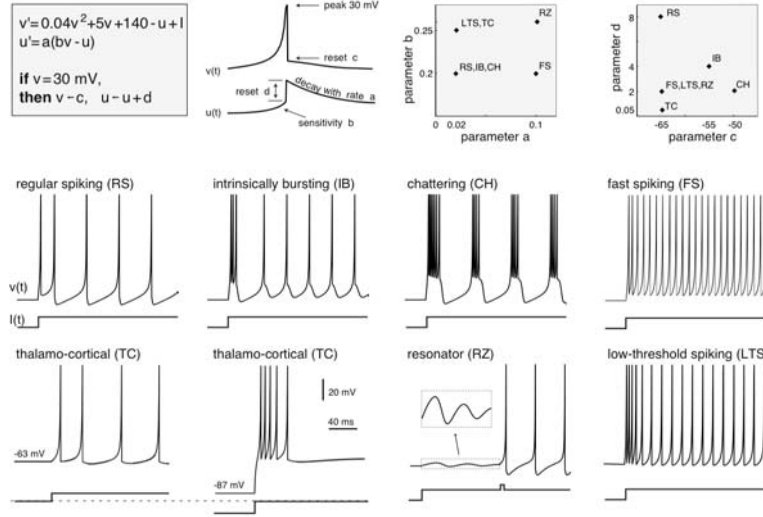 v'= 0.04v²+5v+140 - u+I
u'= a(bv - u)
if v = 30 mV,
then v ← c, u ← u + d
peak 30 mV
reset c
v(t)
reset d
decay with rate a
u(t)
sensitivity b
parameter b
0.25
0.2
LTS,TC
RZ
RS,IB,CH
FS
0
0.02
0.1
parameter a
parameter d
8
4
2
0.05
RS
IB
FS,LTS,RZ
CH
TC
-65
-55
-50
parameter c
regular spiking (RS)
intrinsically bursting (IB)
chattering (CH)
fast spiking (FS)
v(t)
I(t)
thalamo-cortical (TC)
thalamo-cortical (TC)
resonator (RZ)
low-threshold spiking (LTS
20 mV
40 ms
-63 mV
-87 mV